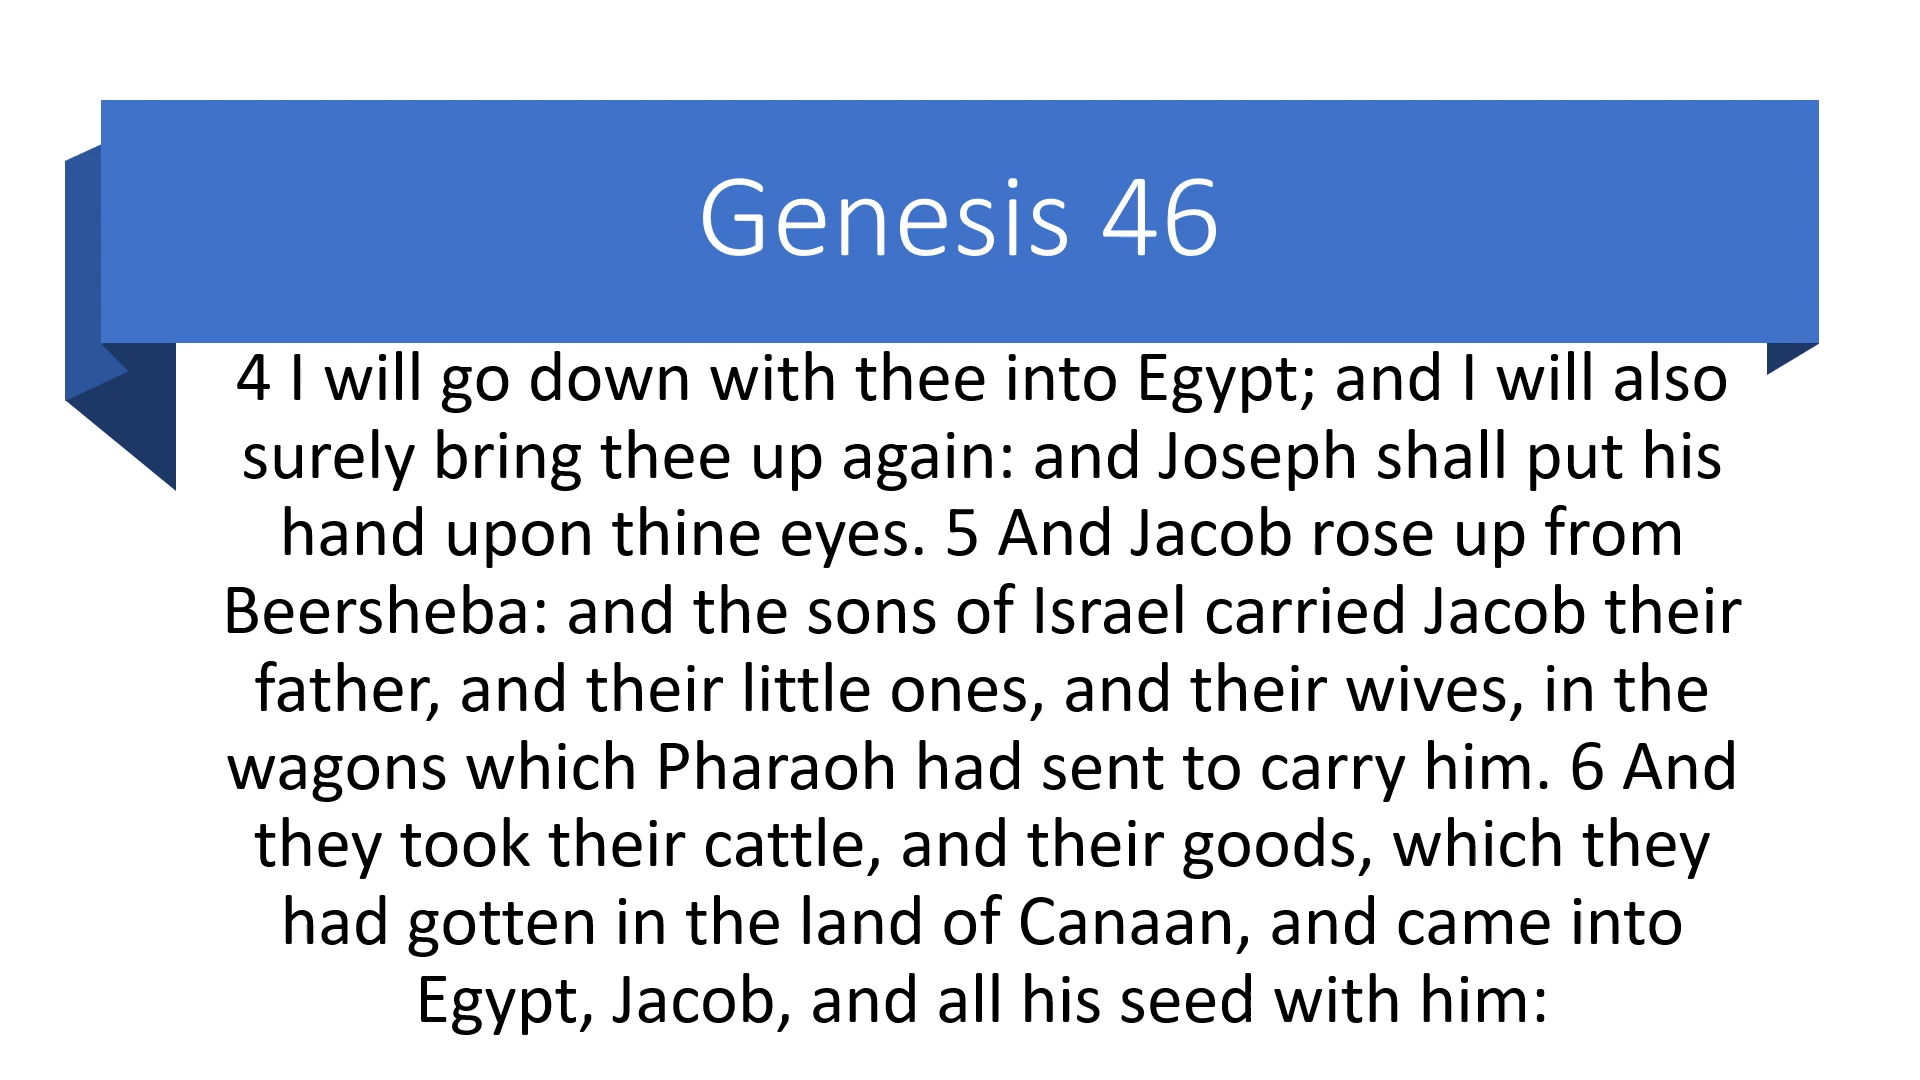 Genesis 46
4 I will go down with thee into Egypt; and I will also
surely bring thee up again: and Joseph shall put his
hand upon thine eyes. 5 And Jacob rose up from
Beersheba: and the sons of Israel carried Jacob their
father, and their little ones, and their wives, in the
wagons which Pharaoh had sent to carry him. 6 And
they took their cattle, and their goods, which they
had gotten in the land of Canaan, and came into
Egypt, Jacob, and all his seed with him: